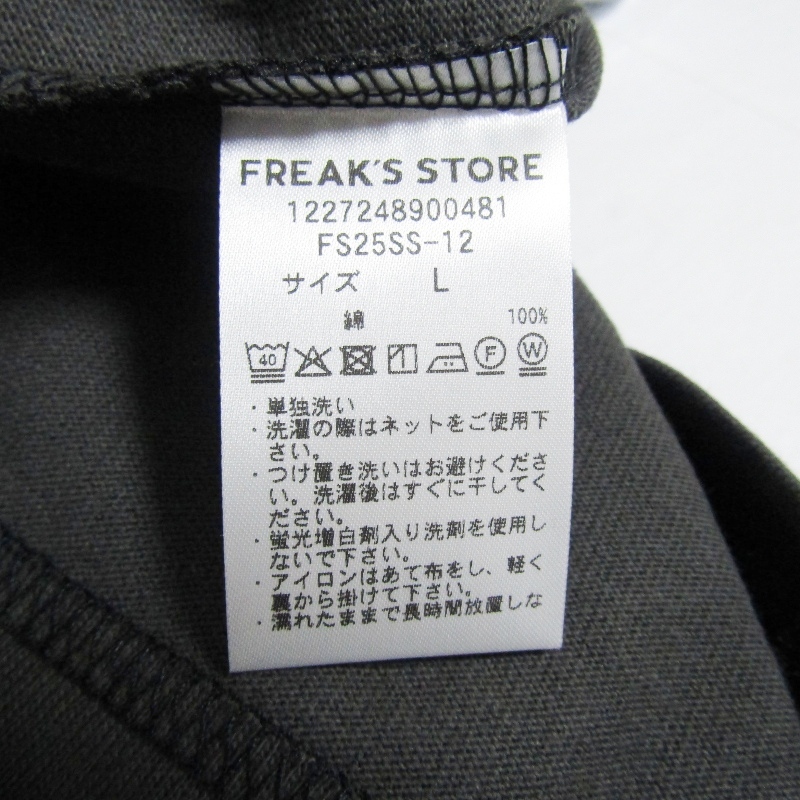 FREAK'S STORE
1227248900481
FS25SS-12
サイズ L
綿 100%
40 F W
・単独洗い
・洗濯の際はネットをご使用下
さい。
・つけ置き洗いはお避けくださ
い。洗濯後はすぐに干してく
ださい。
・蛍光増白剤入り洗剤を使用し
ないで下さい。
・アイロンはあて布をし、軽く
裏から掛けて下さい。
・濡れたままで長時間放置しな